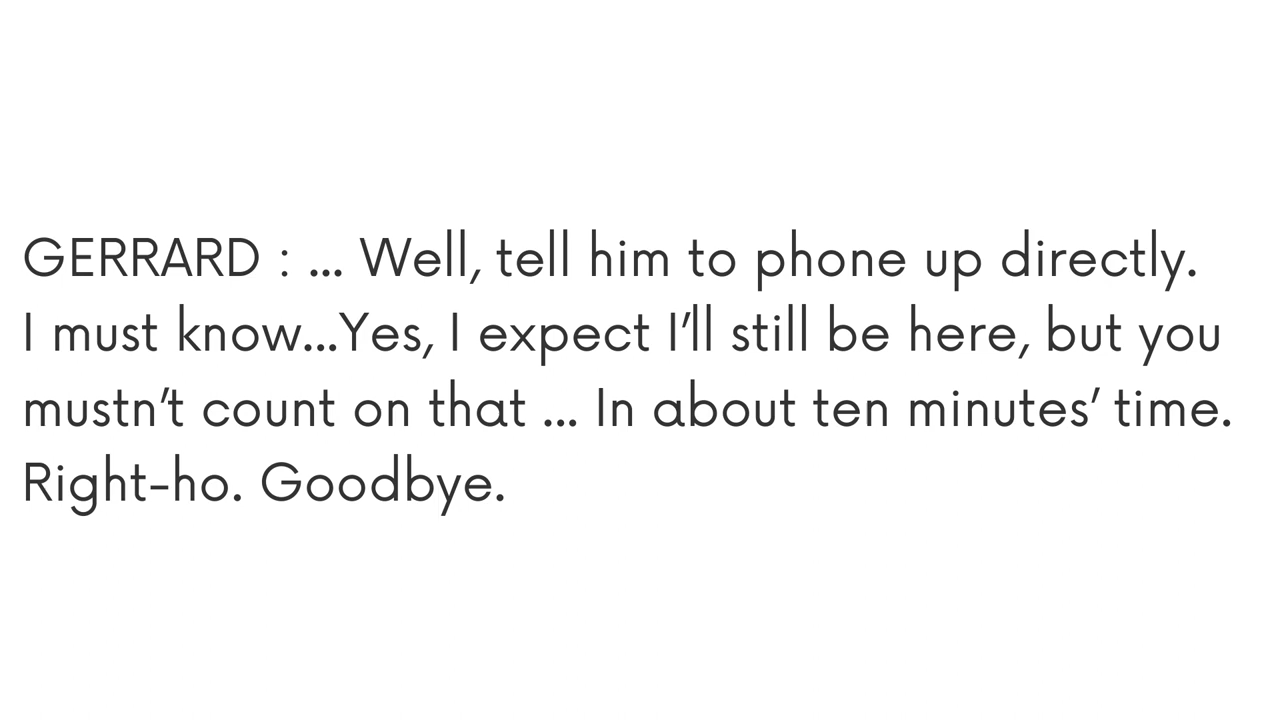 GERRARD : ... Well, tell him to phone up directly.
I must know...Yes, I expect I’ll still be here, but you
mustn’t count on that ... In about ten minutes’ time.
Right-ho. Goodbye.